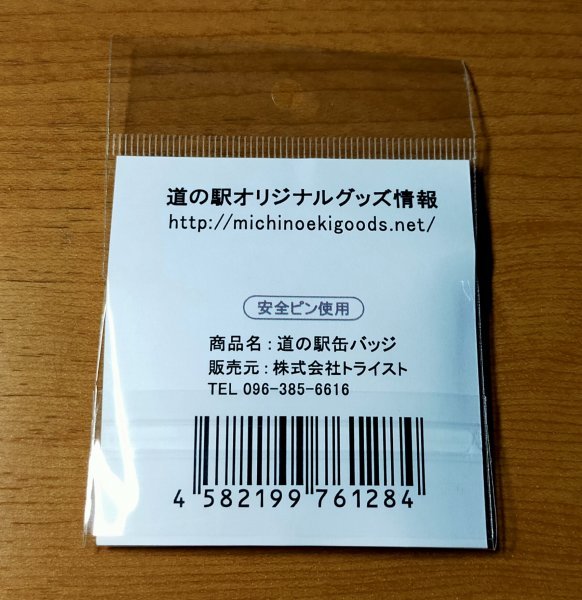 道の駅オリジナルグッズ情報
http://michinoekigoods.net/
安全ピン使用
商品名：道の駅缶バッジ
販売元：株式会社トライスト
TEL 096-385-6616
4 582199 761284